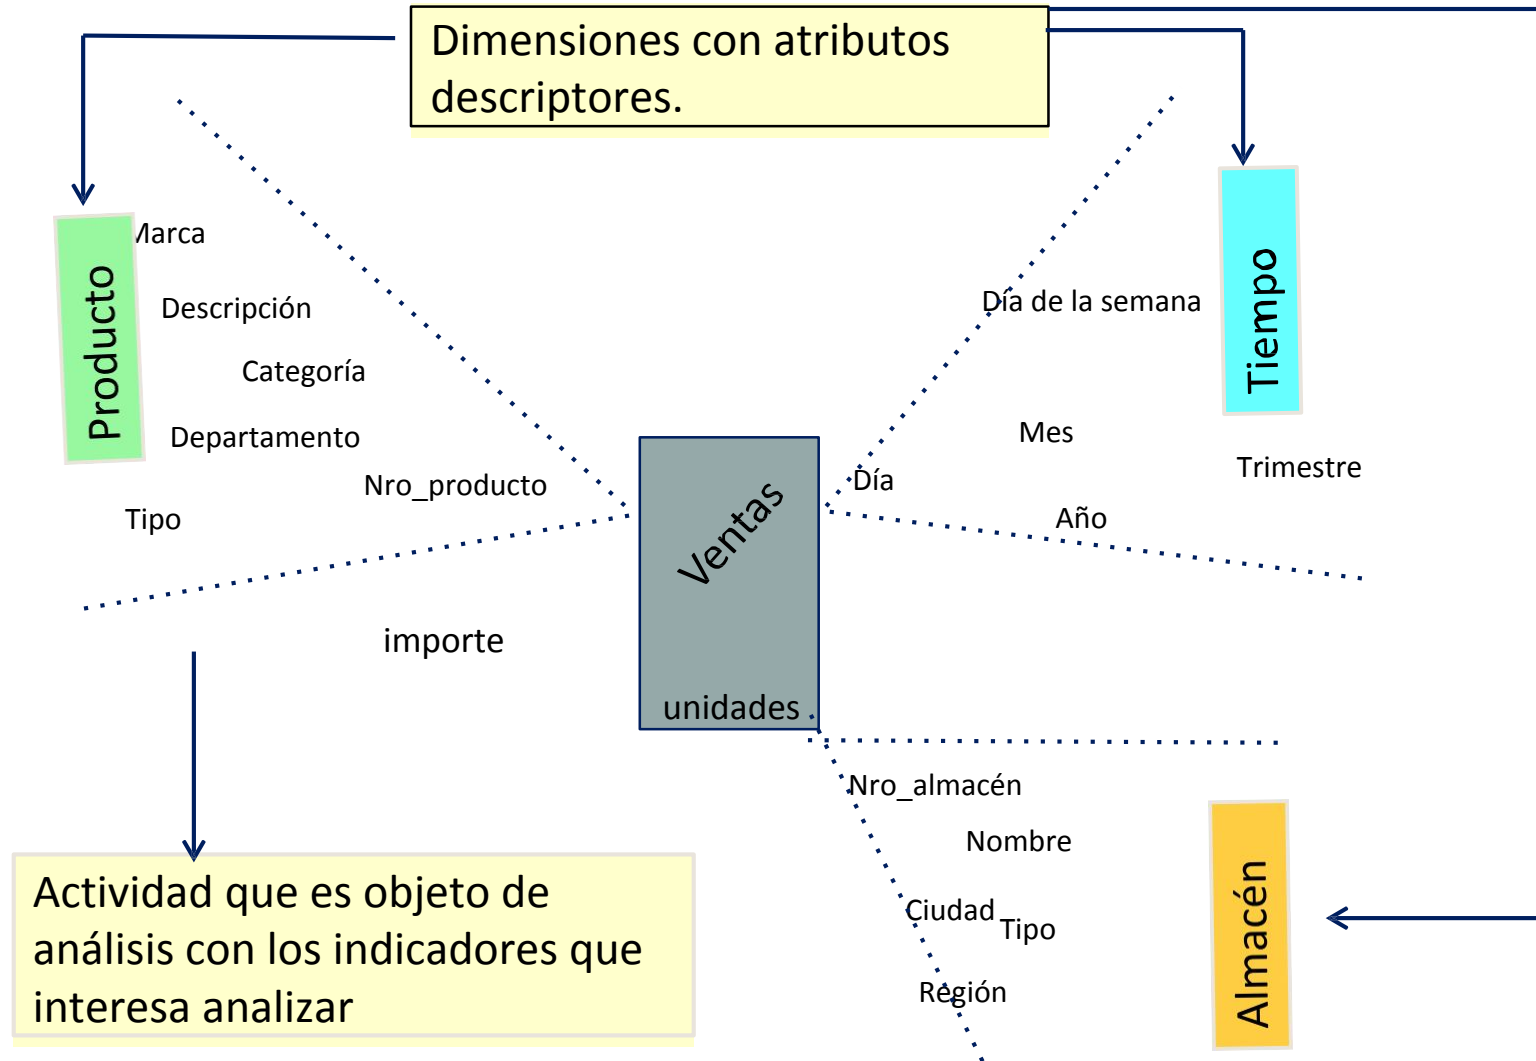 Dimensiones con atributos
descriptores.
Producto
Marca
Descripción
Categoría
Departamento
Nro_producto
Tipo
Tiempo
Día de la semana
Mes
Trimestre
Día
Año
Ventas
importe
unidades
Nro_almacén
Nombre
Ciudad
Tipo
Región
Almacén
Actividad que es objeto de
análisis con los indicadores que
interesa analizar